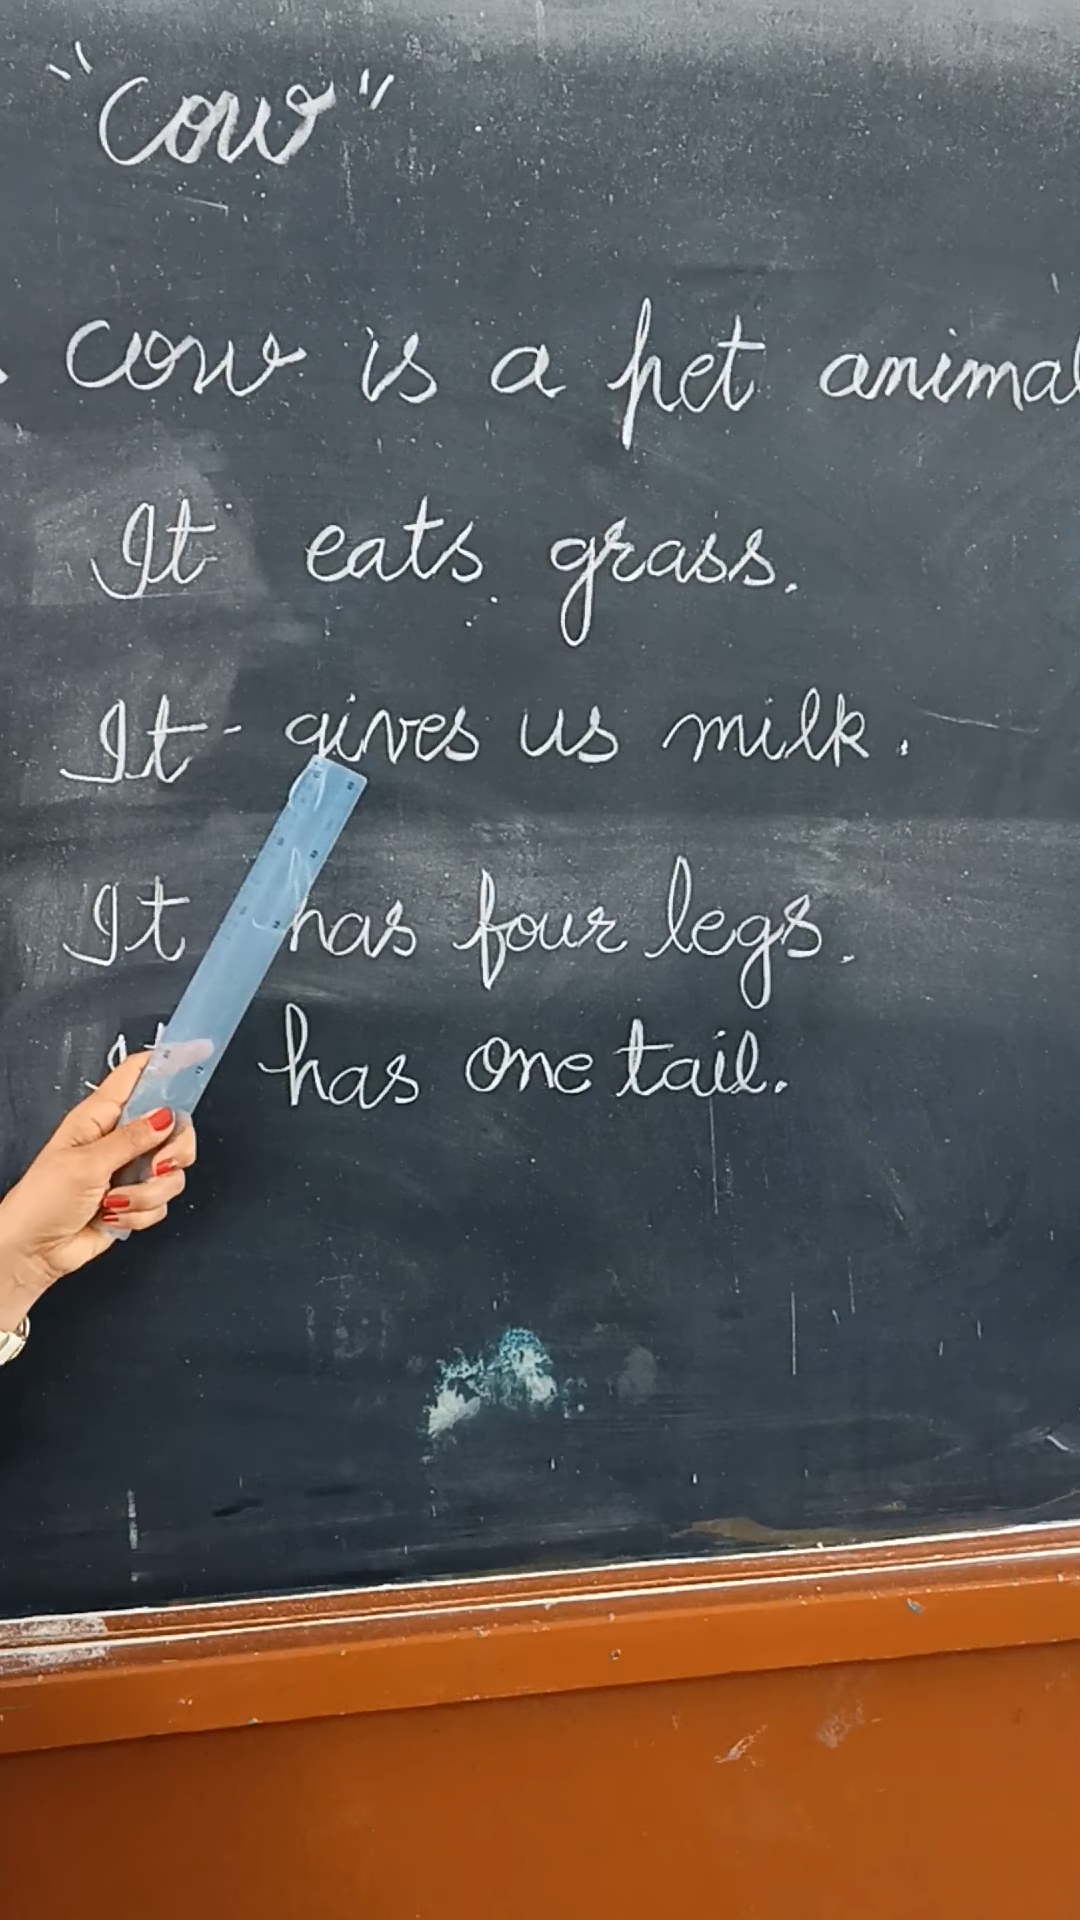 "Cow"
Cow is a pet animal
It eats grass.
It gives us milk.
It has four legs.
It has one tail.